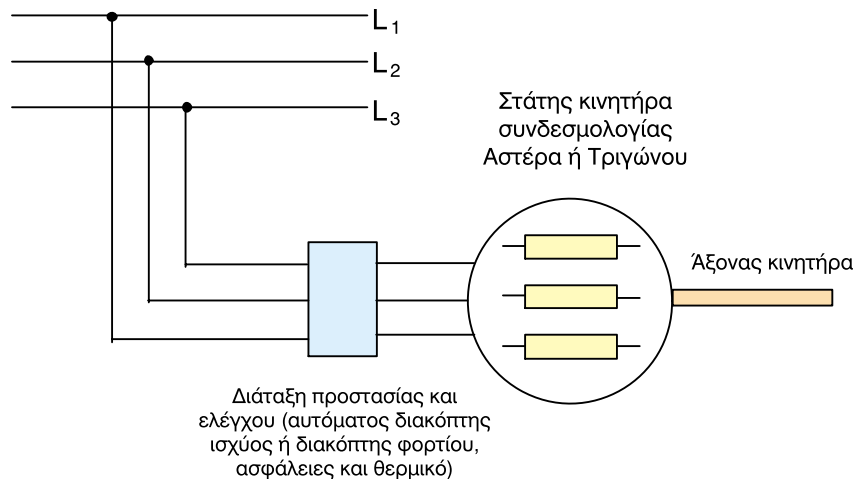 L1
L2
L3
Στάτης κινητήρα
συνδεσμολογίας
Αστέρα ή Τριγώνου
Άξονας κινητήρα
Διάταξη προστασίας και
ελέγχου (αυτόματος διακόπτης
ισχύος ή διακόπτης φορτίου,
ασφάλειες και θερμικό)